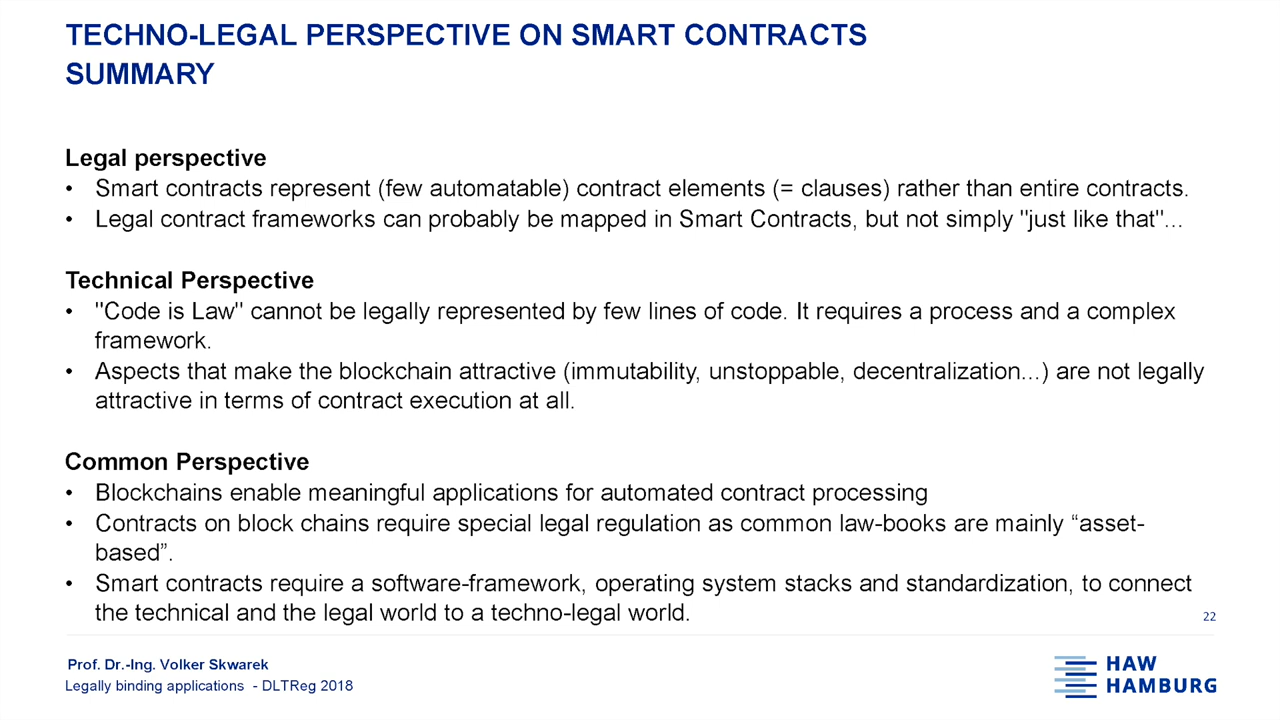 TECHNO-LEGAL PERSPECTIVE ON SMART CONTRACTS
SUMMARY
Legal perspective
• Smart contracts represent (few automatable) contract elements (= clauses) rather than entire contracts.
• Legal contract frameworks can probably be mapped in Smart Contracts, but not simply "just like that"...
Technical Perspective
• "Code is Law" cannot be legally represented by few lines of code. It requires a process and a complex
framework.
• Aspects that make the blockchain attractive (immutability, unstoppable, decentralization...) are not legally
attractive in terms of contract execution at all.
Common Perspective
• Blockchains enable meaningful applications for automated contract processing
• Contracts on block chains require special legal regulation as common law-books are mainly “asset-
based”.
• Smart contracts require a software-framework, operating system stacks and standardization, to connect
the technical and the legal world to a techno-legal world.
22
Prof. Dr.-Ing. Volker Skwarek
Legally binding applications - DLTReg 2018
HAW
HAMBURG